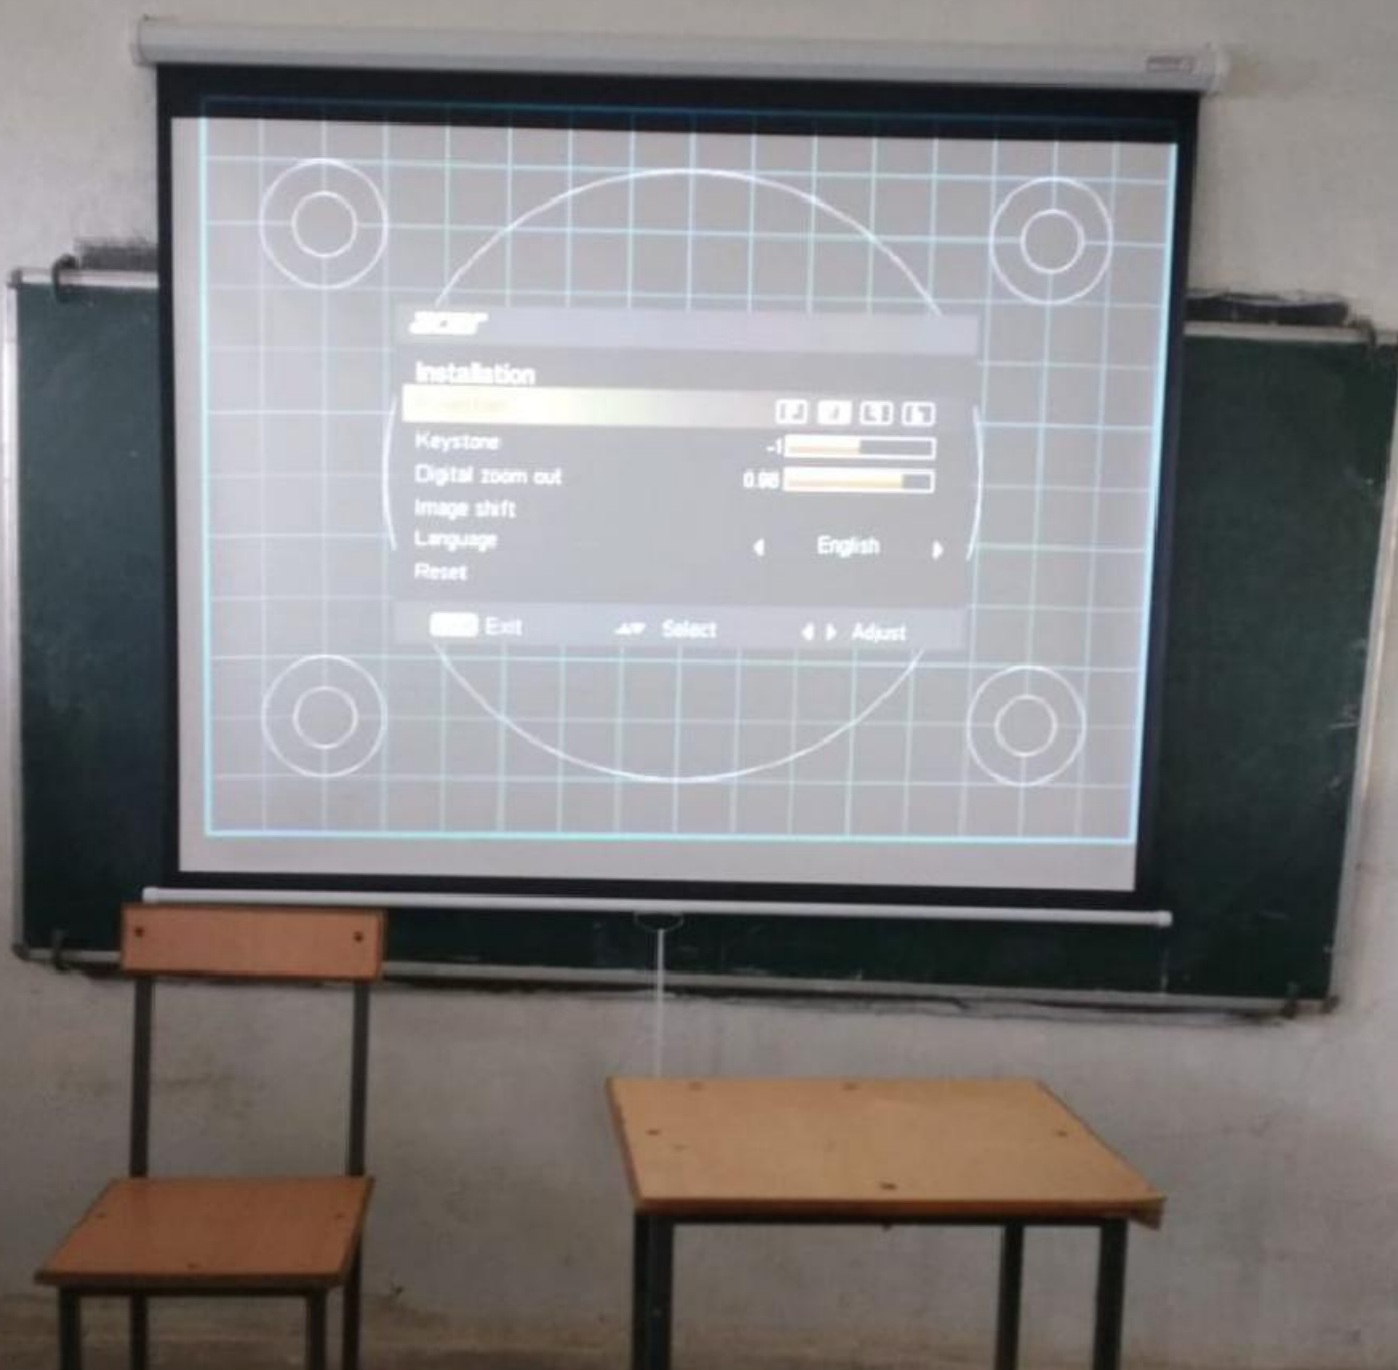 acer
Installation
Keystone -1
Digital zoom out 0.98
Image shift
Language English
Reset
Exit Select Adjust